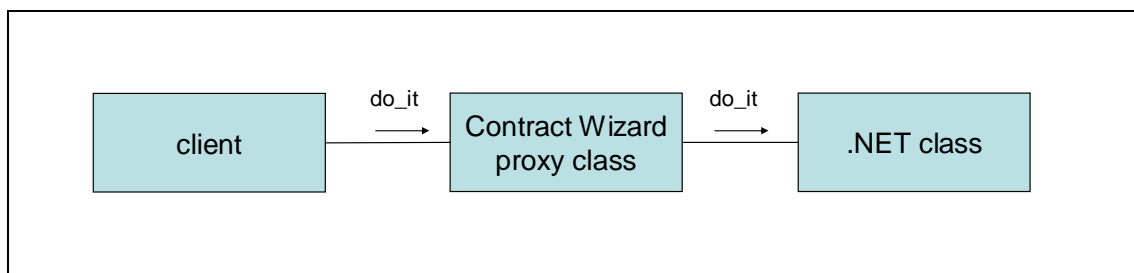 do_it
do_it
client
Contract Wizard
proxy class
.NET class